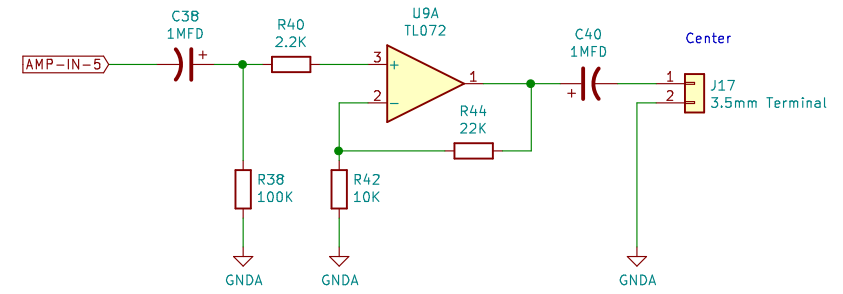 C38
1MFD
AMP-IN-5
+
R40
2.2K
U9A
TL072
3
+
2
−
1
R44
22K
C40
1MFD
+
Center
1
2
J17
3.5mm Terminal
R38
100K
R42
10K
GNDA
GNDA
GNDA